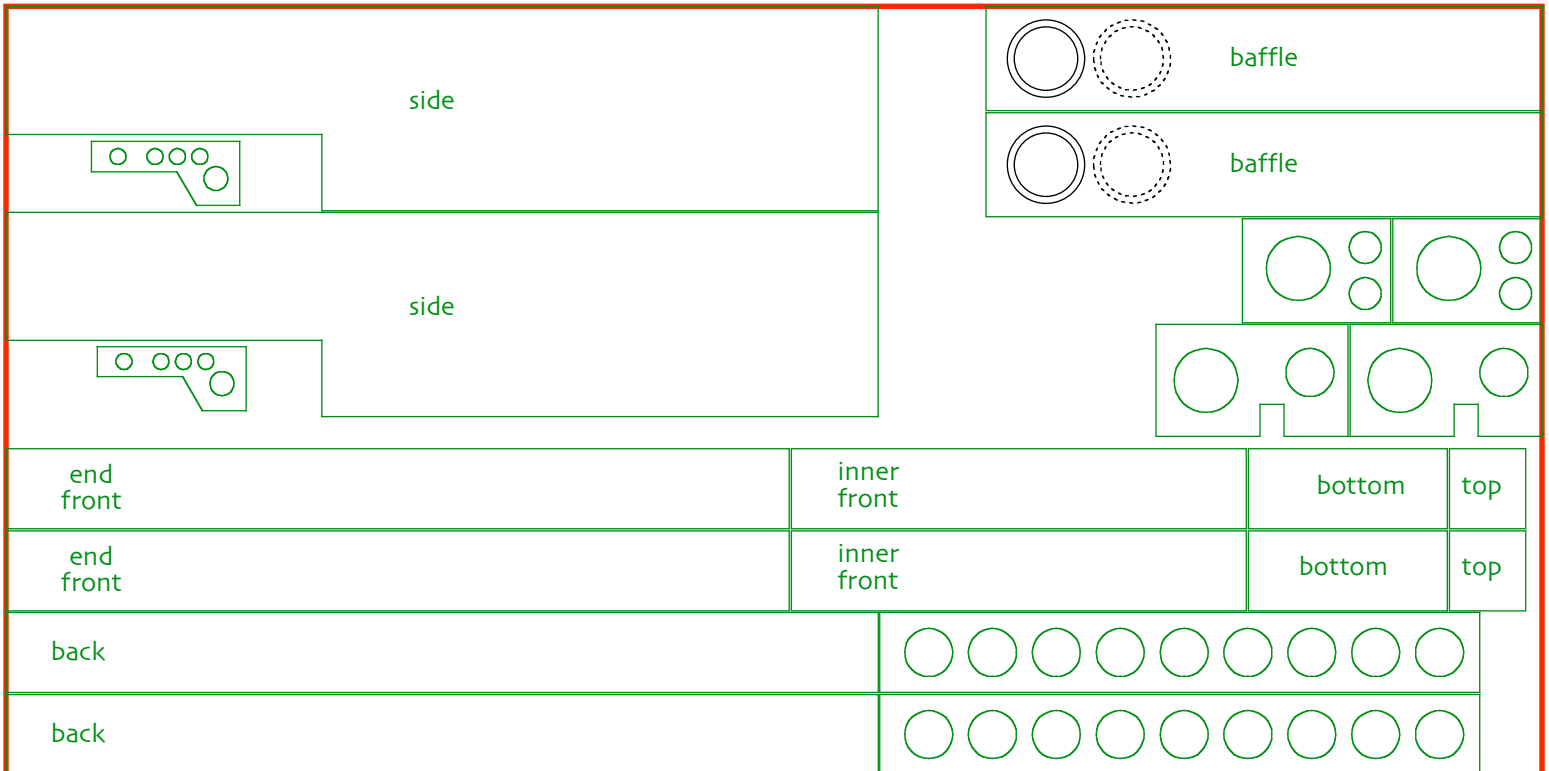 baffle
side
baffle
side
end
front
inner
front
bottom
top
end
front
inner
front
bottom
top
back
back